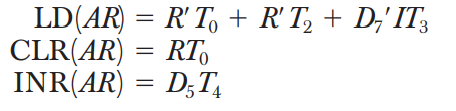 LD(AR) = R'T₀ + R'T₂ + D₇'IT₃
CLR(AR) = RT₀
INR(AR) = D₅T₄